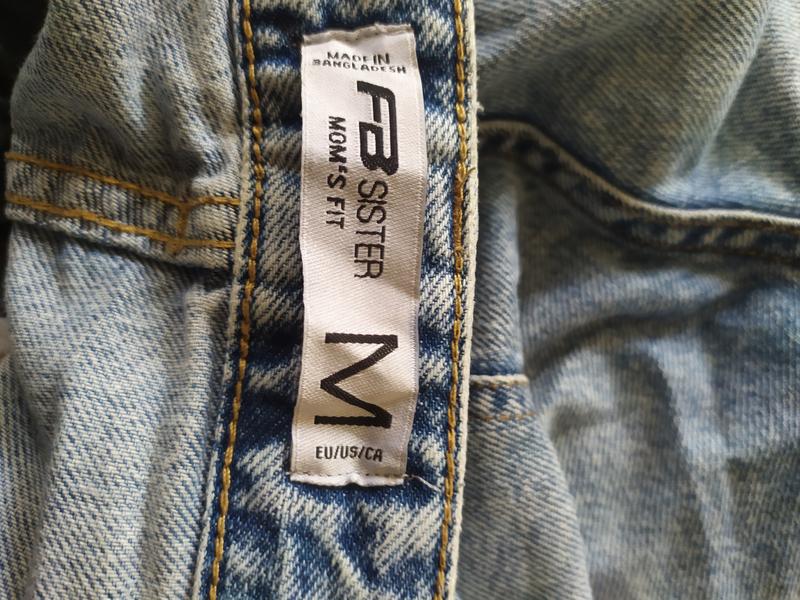 MADE IN
BANGLADESH
FB SISTER
MOM'S FIT
M
EU/US/CA